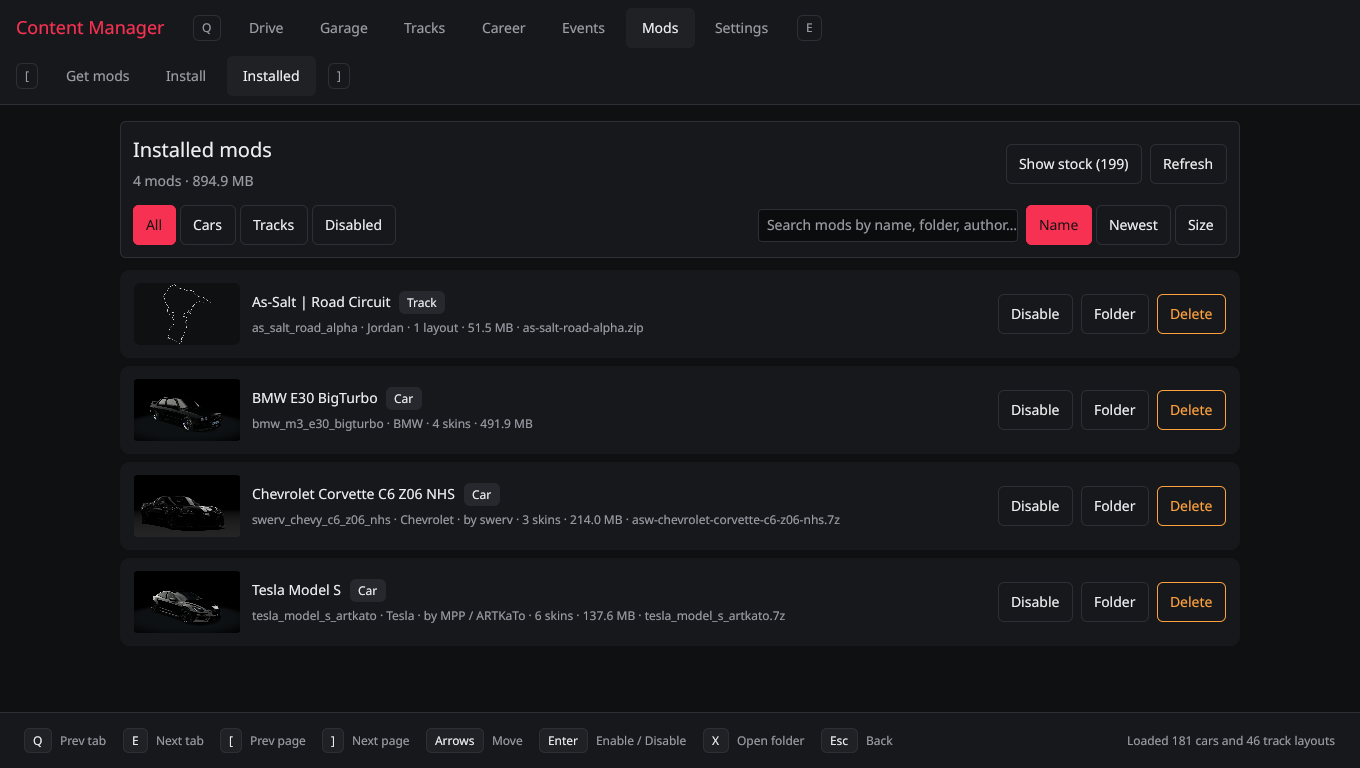 Content Manager Q Drive Garage Tracks Career Events Mods Settings E
[ Get mods Install Installed ]
Installed mods
4 mods · 894.9 MB
Show stock (199) Refresh
All Cars Tracks Disabled Search mods by name, folder, author... Name Newest Size
As-Salt | Road Circuit Track
as_salt_road_alpha · Jordan · 1 layout · 51.5 MB · as-salt-road-alpha.zip
Disable Folder Delete
BMW E30 BigTurbo Car
bmw_m3_e30_bigturbo · BMW · 4 skins · 491.9 MB
Disable Folder Delete
Chevrolet Corvette C6 Z06 NHS Car
swerv_chevy_c6_z06_nhs · Chevrolet · by swerv · 3 skins · 214.0 MB · asw-chevrolet-corvette-c6-z06-nhs.7z
Disable Folder Delete
Tesla Model S Car
tesla_model_s_artkato · Tesla · by MPP / ARTKaTo · 6 skins · 137.6 MB · tesla_model_s_artkato.7z
Disable Folder Delete
Q Prev tab E Next tab [ Prev page ] Next page Arrows Move Enter Enable / Disable X Open folder Esc Back Loaded 181 cars and 46 track layouts